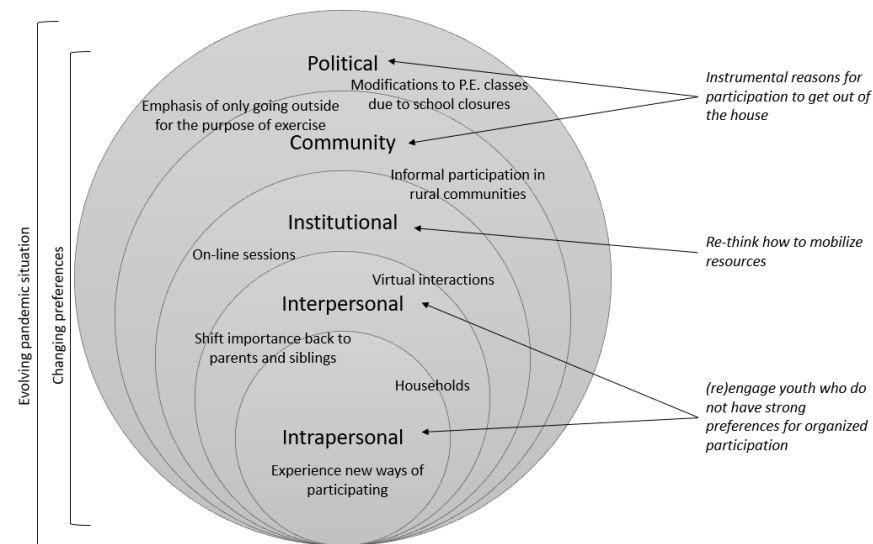 Evolving pandemic situation
Changing preferences
Political
Modifications to P.E. classes
due to school closures
Emphasis of only going outside
for the purpose of exercise
Community
Informal participation in
rural communities
Institutional
On-line sessions
Virtual interactions
Interpersonal
Shift importance back to
parents and siblings
Households
Intrapersonal
Experience new ways of
participating
Instrumental reasons for
participation to get out of
the house
Re-think how to mobilize
resources
(re)engage youth who do
not have strong
preferences for organized
participation